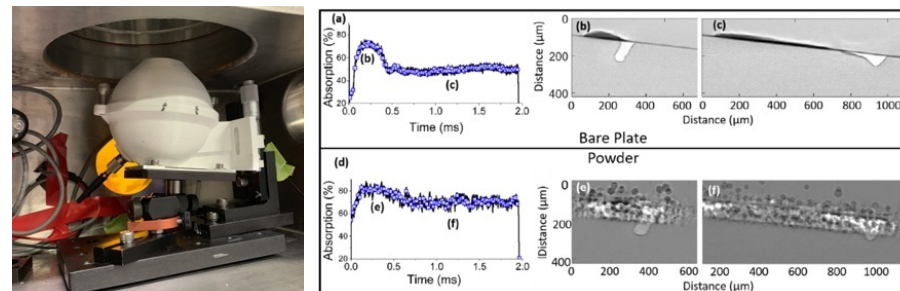 (a)
Absorption (%)
80
60
40
20
(b)
(c)
0.0 0.5 1.0 1.5 2.0
Time (ms)
Distance (µm)
0
200
400
(b)
0 200 400 600
(c)
0 200 400 600 800 1000
Distance (µm)
Bare Plate
Powder
(d)
Absorption (%)
80
60
40
20
(e)
(f)
0.0 0.5 1.0 1.5 2.0
Time (ms)
Distance (µm)
0
200
400
(e)
0 200 400 600
(f)
0 200 400 600 800 1000
Distance (µm)